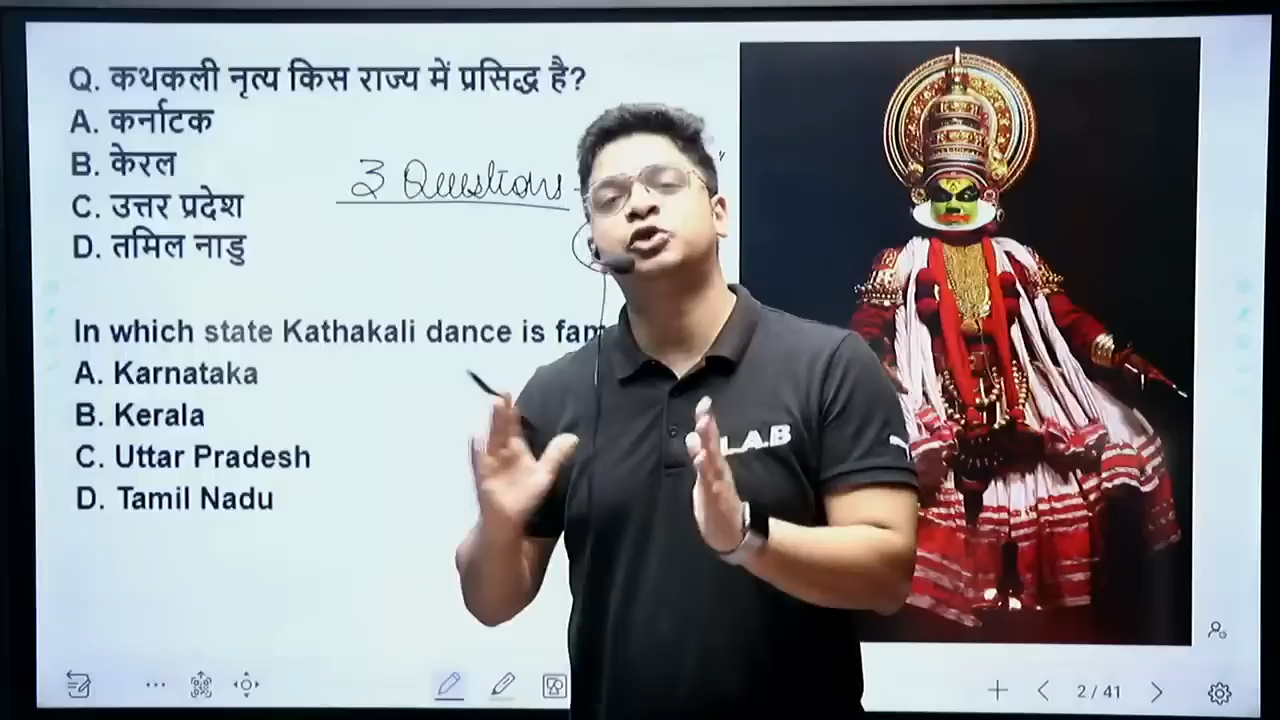 Q. कथकली नृत्य किस राज्य में प्रसिद्ध है?
A. कर्नाटक
B. केरल
C. उत्तर प्रदेश
D. तमिल नाडु
3 Questions
In which state Kathakali dance is fam
A. Karnataka
B. Kerala
C. Uttar Pradesh
D. Tamil Nadu
LAB
2 / 41